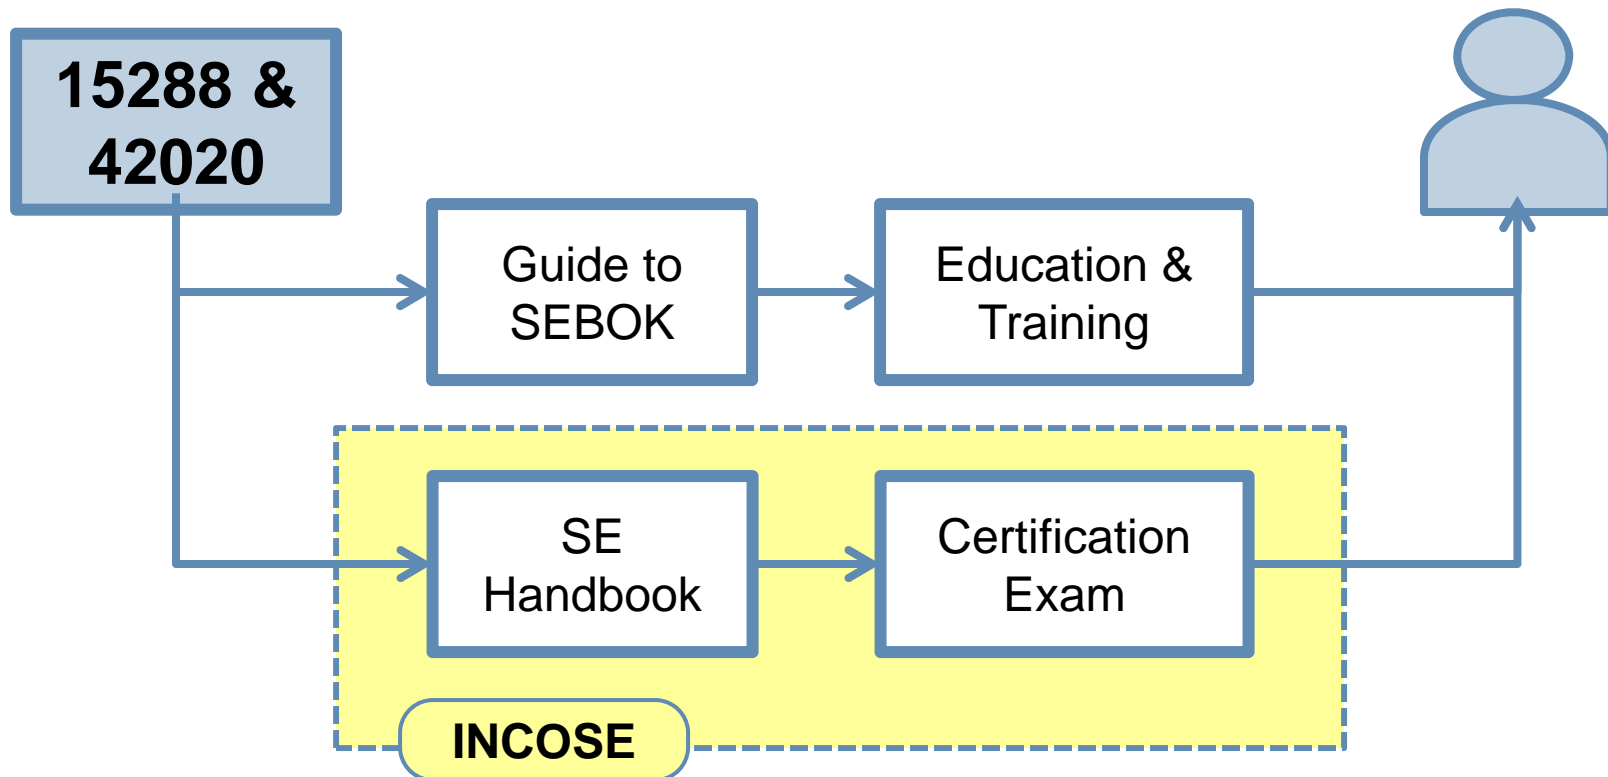 15288 &
42020
Guide to
SEBOK
Education &
Training
SE
Handbook
Certification
Exam
INCOSE